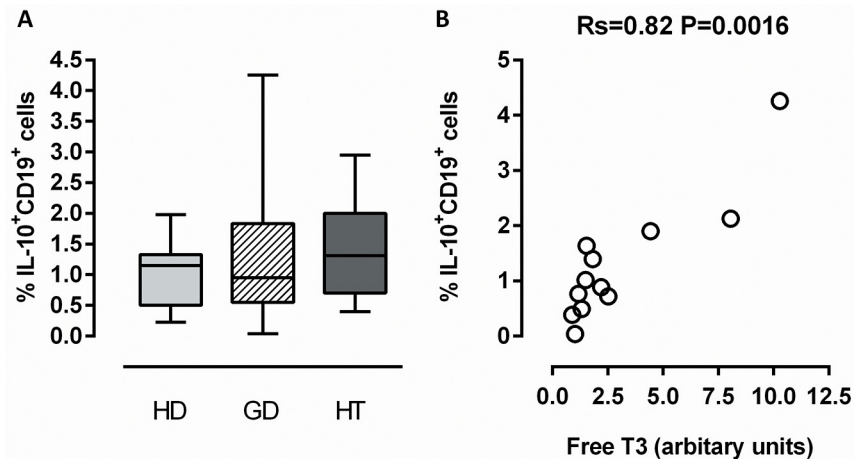 A
% IL-10+CD19+ cells
4.5
4.0
3.5
3.0
2.5
2.0
1.5
1.0
0.5
0.0
HD GD HT
B
Rs=0.82 P=0.0016
% IL-10+CD19+ cells
5
4
3
2
1
0
0.0 2.5 5.0 7.5 10.0 12.5
Free T3 (arbitary units)